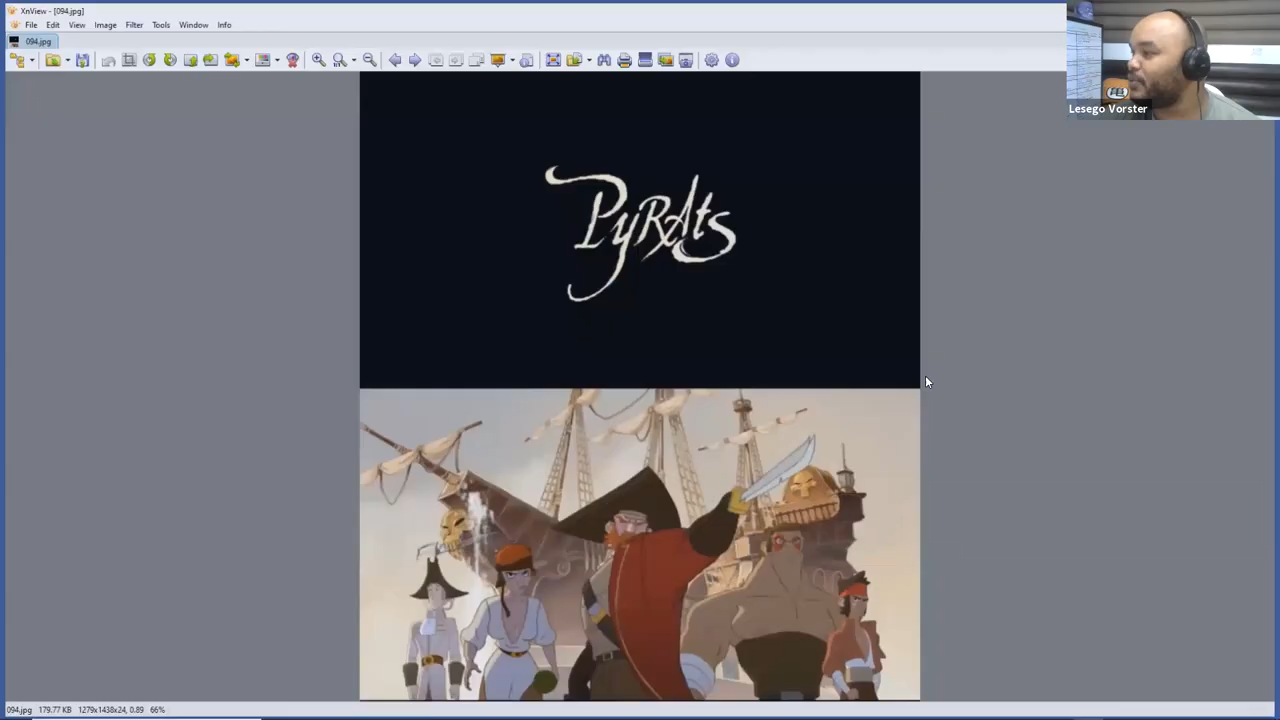 XnView - [094.jpg]
File Edit View Image Filter Tools Window Info
094.jpg
Lesego Vorster
PyRAts
094.jpg 179.77 KB 1279x1438x24, 0.89 66%